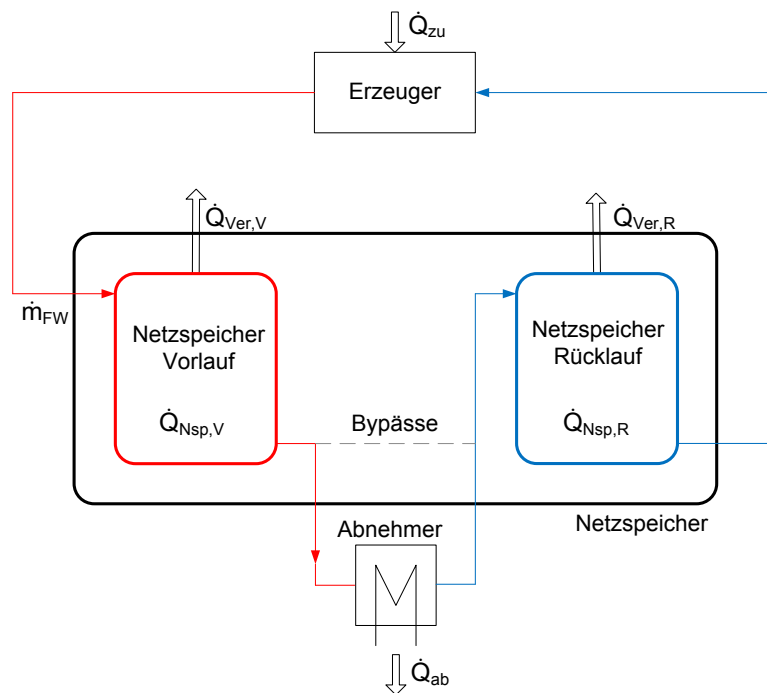 Q̇zu
Erzeuger
Q̇Ver,V
Q̇Ver,R
ṁFW
Netzspeicher
Vorlauf
Netzspeicher
Rücklauf
Q̇Nsp,V
Bypässe
Q̇Nsp,R
Netzspeicher
Abnehmer
Q̇ab